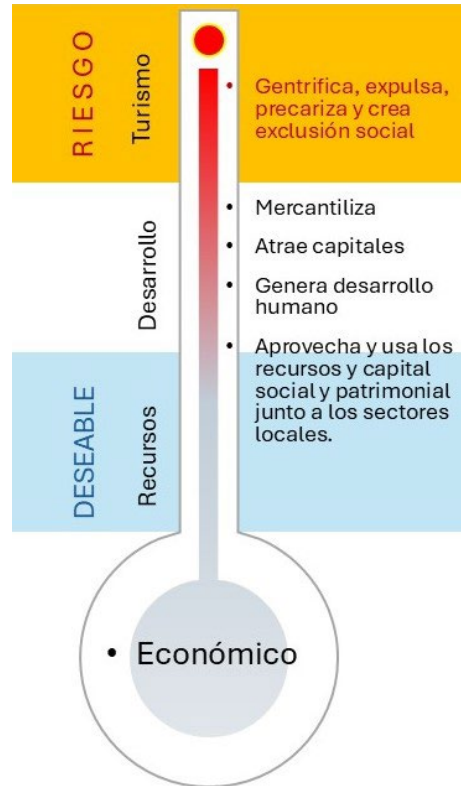 RIESGO
Turismo
• Gentrifica, expulsa,
precariza y crea
exclusión social
Desarrollo
• Mercantiliza
• Atrae capitales
• Genera desarrollo
humano
DESEABLE
Recursos
• Aprovecha y usa los
recursos y capital
social y patrimonial
junto a los sectores
locales.
• Económico